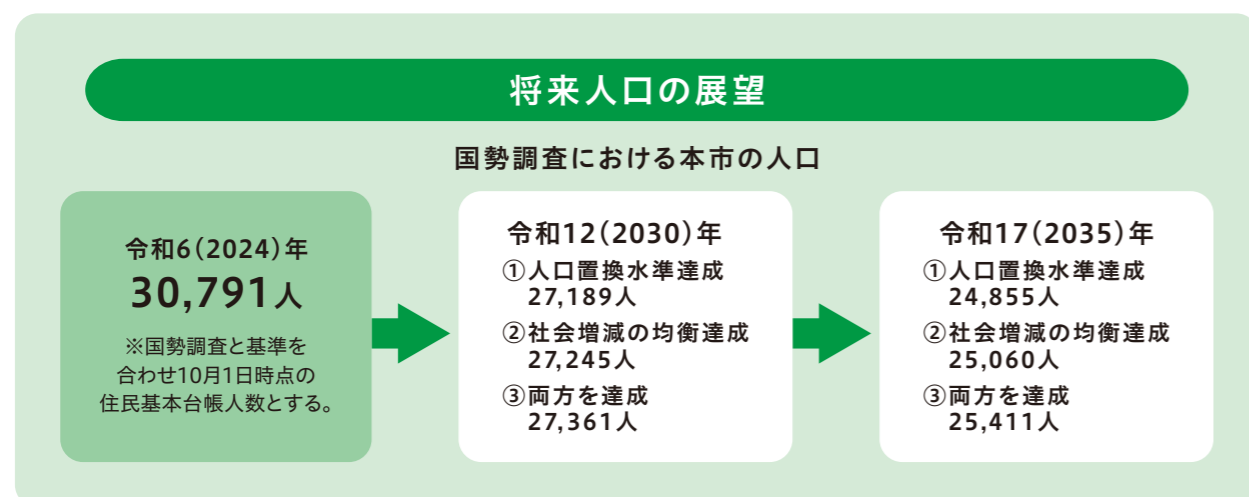 将来人口の展望
国勢調査における本市の人口
令和6(2024)年
30,791人
※国勢調査と基準を
合わせ10月1日時点の
住民基本台帳人数とする。
令和12(2030)年
①人口置換水準達成
27,189人
②社会増減の均衡達成
27,245人
③両方を達成
27,361人
令和17(2035)年
①人口置換水準達成
24,855人
②社会増減の均衡達成
25,060人
③両方を達成
25,411人